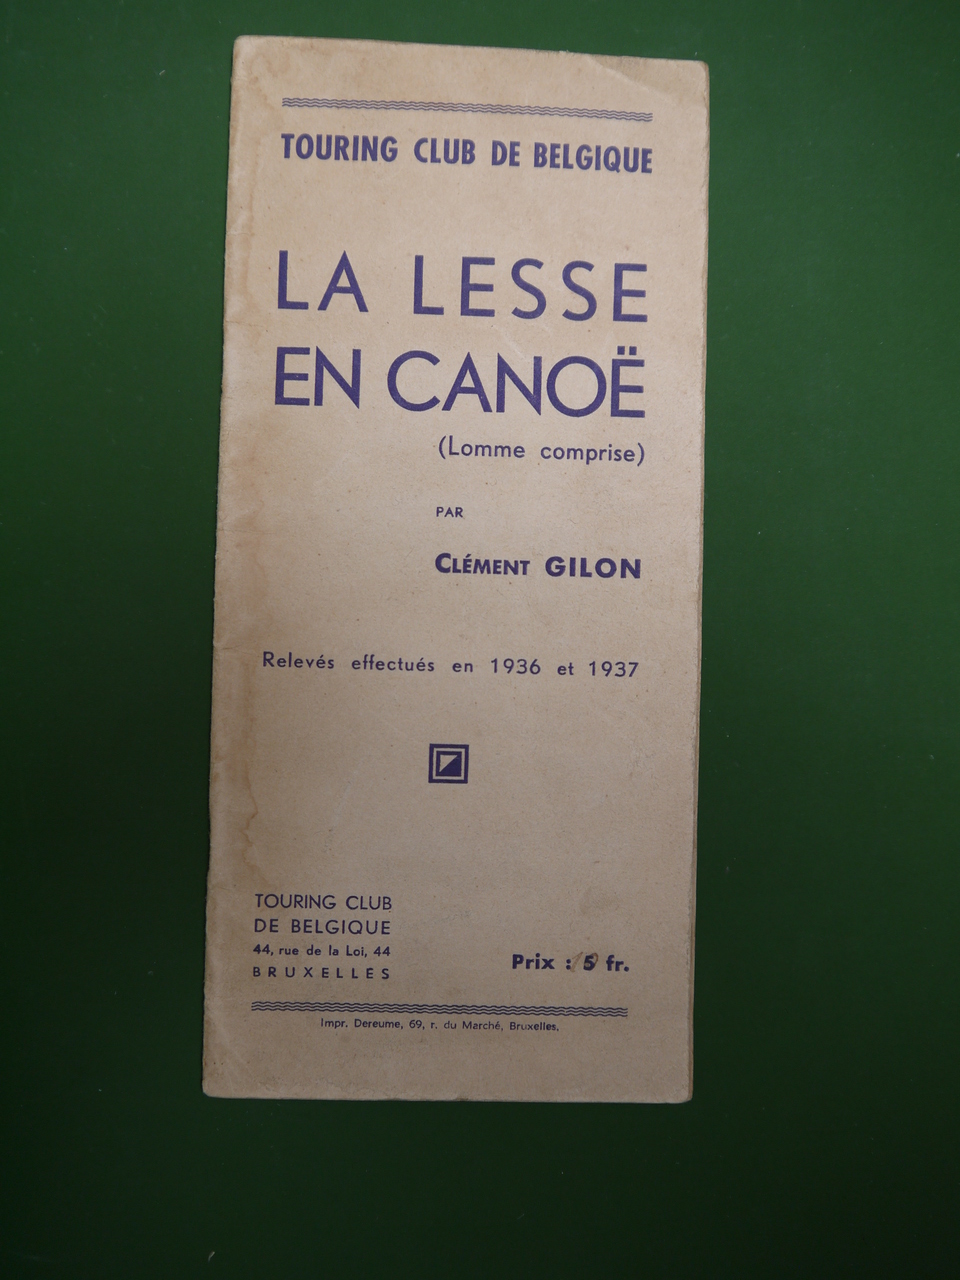 TOURING CLUB DE BELGIQUE
LA LESSE
EN CANOË
(Lomme comprise)
PAR
CLÉMENT GILON
Relevés effectués en 1936 et 1937
TOURING CLUB
DE BELGIQUE
44, rue de la Loi, 44
BRUXELLES
Prix : 5 fr.
Impr. Dereume, 69, r. du Marché, Bruxelles.